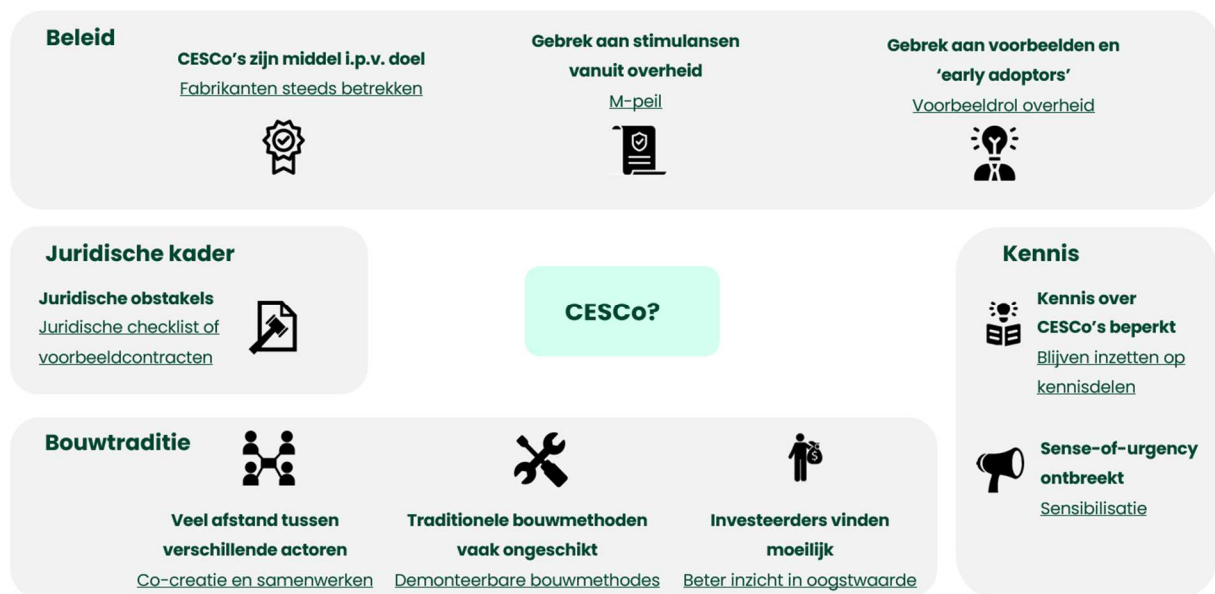 Beleid
CESCo's zijn middel i.p.v. doel
Fabrikanten steeds betrekken
Gebrek aan stimulansen
vanuit overheid
M-peil
Gebrek aan voorbeelden en
'early adoptors'
Voorbeeldrol overheid
Juridische kader
Juridische obstakels
Juridische checklist of
voorbeeldcontracten
CESCo?
Kennis
Kennis over
CESCo's beperkt
Blijven inzetten op
kennisdelen
Sense-of-urgency
ontbreekt
Sensibilisatie
Bouwtraditie
Veel afstand tussen
verschillende actoren
Co-creatie en samenwerken
Traditionele bouwmethoden
vaak ongeschikt
Demonteerbare bouwmethodes
$
Investeerders vinden
moeilijk
Beter inzicht in oogstwaarde